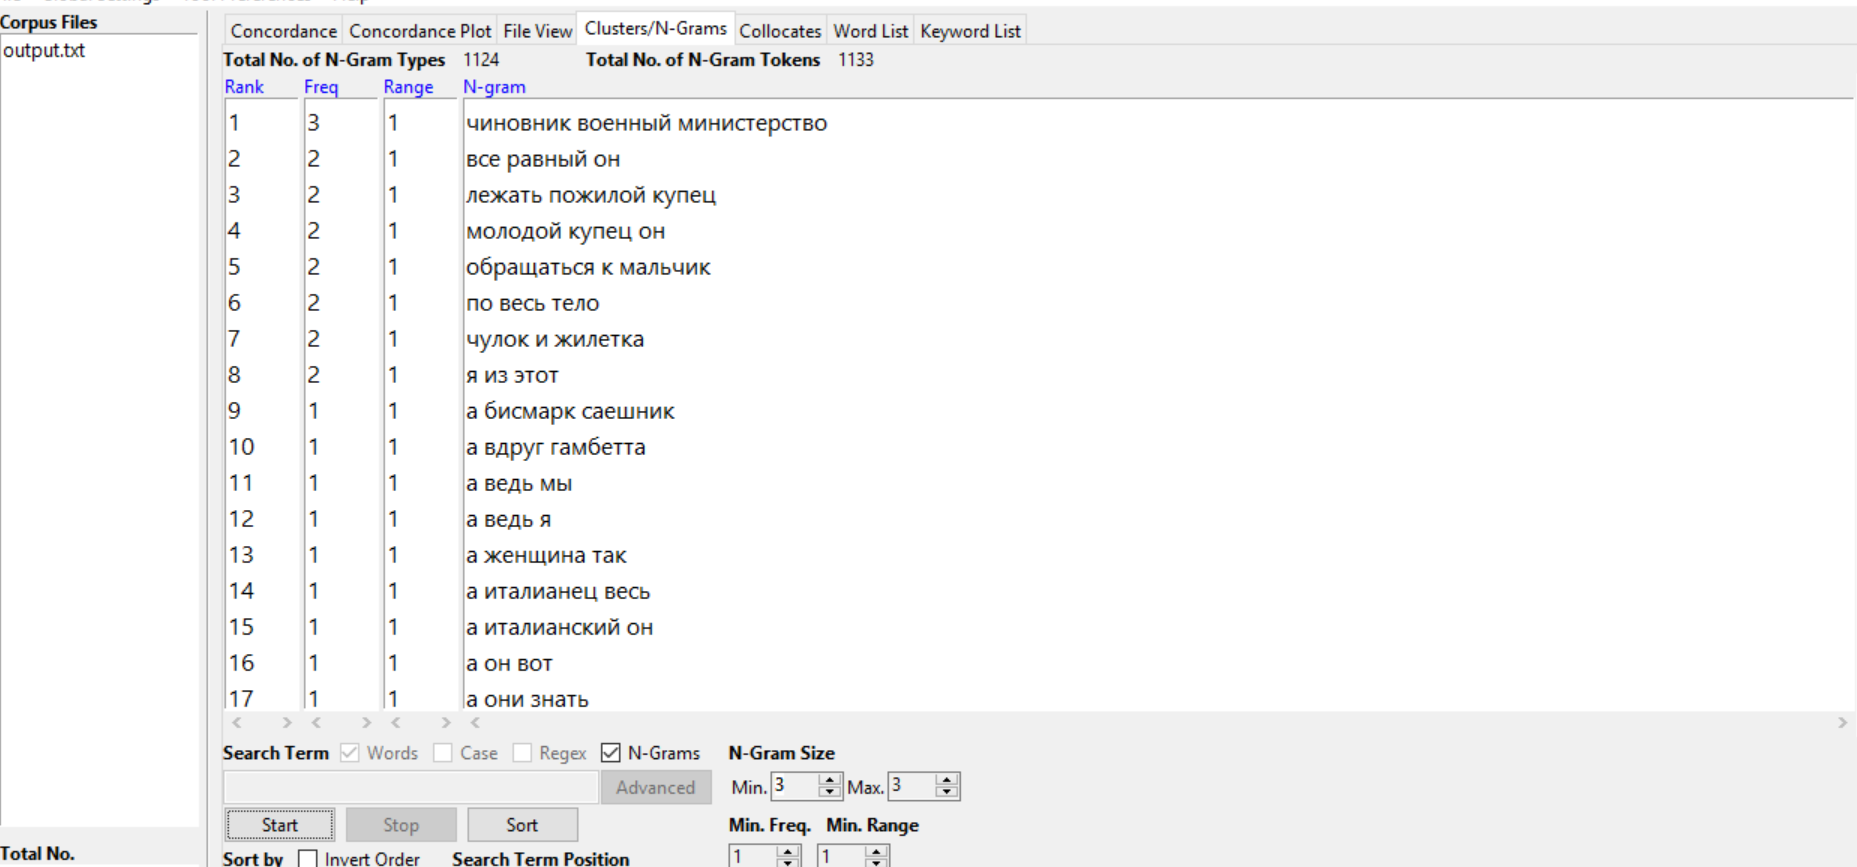 Corpus Files
output.txt
Concordance Concordance Plot File View Clusters/N-Grams Collocates Word List Keyword List
Total No. of N-Gram Types 1124 Total No. of N-Gram Tokens 1133
Rank Freq Range N-gram
1 3 1 чиновник военный министерство
2 2 1 все равный он
3 2 1 лежать пожилой купец
4 2 1 молодой купец он
5 2 1 обращаться к мальчик
6 2 1 по весь тело
7 2 1 чулок и жилетка
8 2 1 я из этот
9 1 1 а бисмарк саешник
10 1 1 а вдруг гамбетта
11 1 1 а ведь мы
12 1 1 а ведь я
13 1 1 а женщина так
14 1 1 а италианец весь
15 1 1 а италианский он
16 1 1 а он вот
17 1 1 а они знать
Search Term Words Case Regex N-Grams N-Gram Size
Advanced Min. 3 Max. 3
Start Stop Sort Min. Freq. Min. Range
Total No.
Sort by Invert Order Search Term Position 1 1